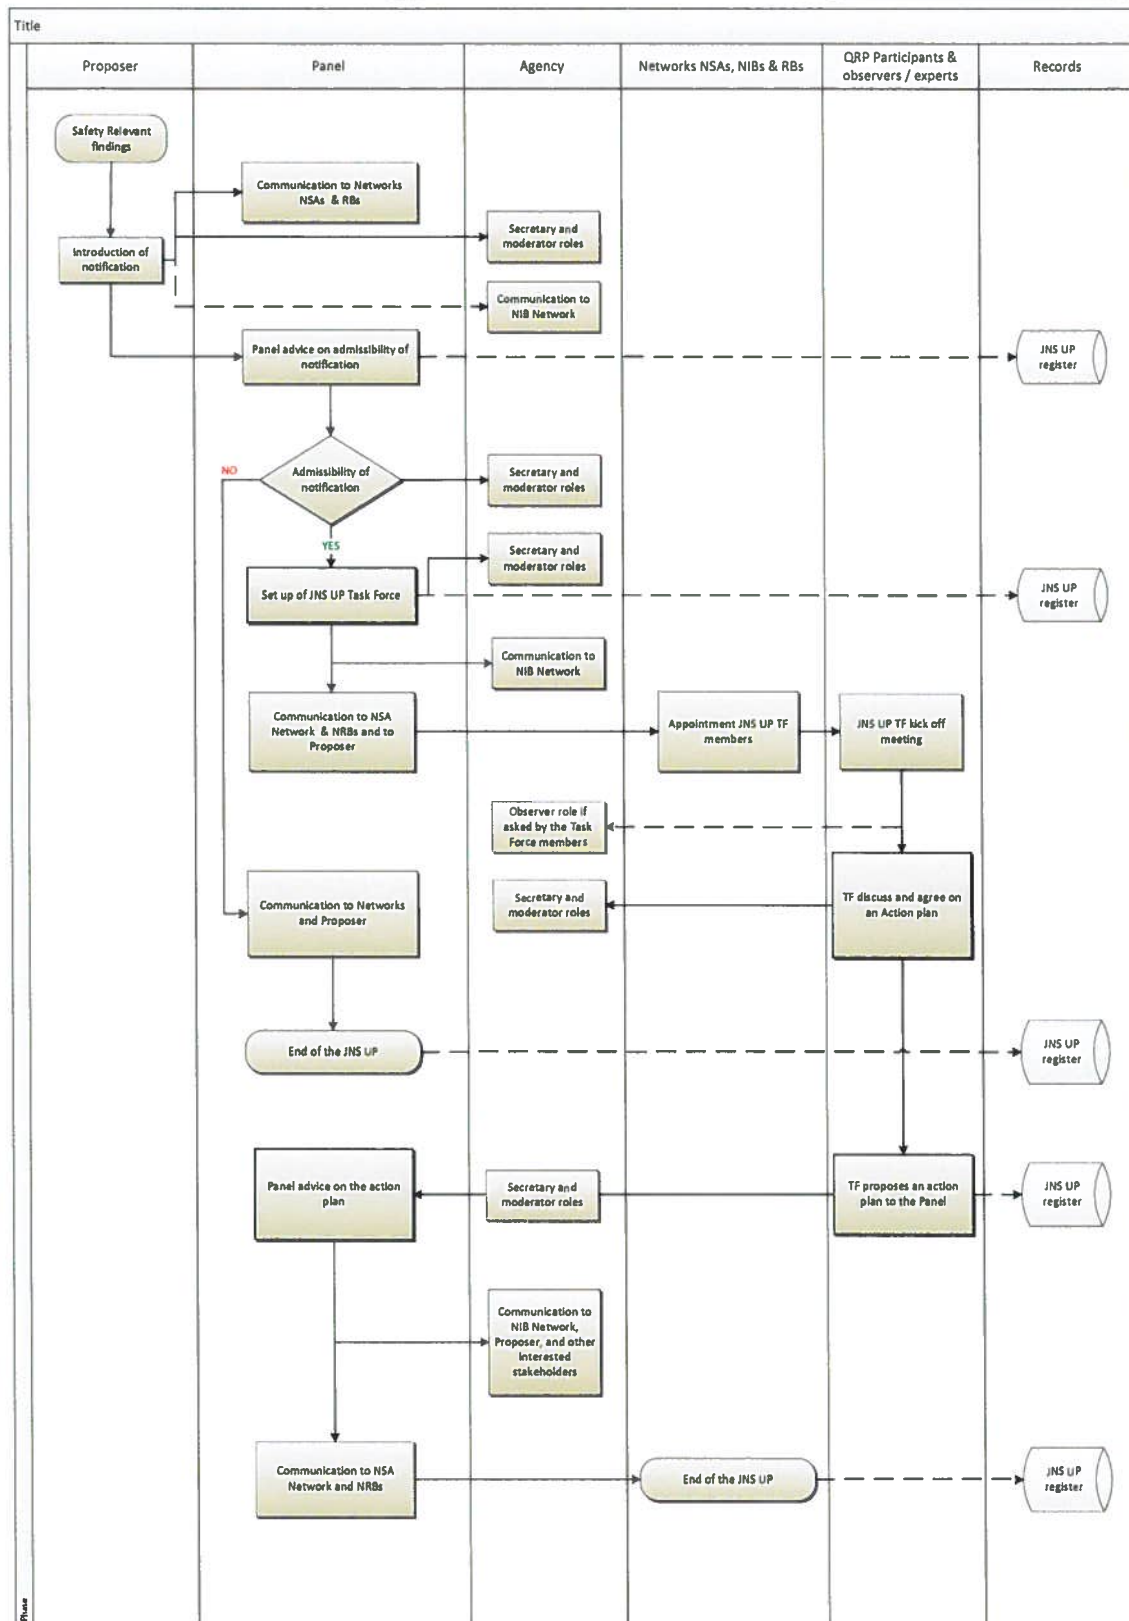 Title
Proposer
Panel
Agency
Networks NSAs, NIBs & RBs
QRP Participants &
observers / experts
Records
Safety Relevant
findings
Communication to Networks
NSAs & RBs
Introduction of
notification
Secretary and
moderator roles
Communication to
NIB Network
Panel advice on admissibility of
notification
JNS UP
register
NO
Admissibility of
notification
Secretary and
moderator roles
YES
Secretary and
moderator roles
Set up of JNS UP Task Force
JNS UP
register
Communication to
NIB Network
Communication to NSA
Network & NRBs and to
Proposer
Appointment JNS UP TF
members
JNS UP TF kick off
meeting
Observer role if
asked by the Task
Force members
TF discuss and agree on
an Action plan
Secretary and
moderator roles
Communication to Networks
and Proposer
End of the JNS UP
JNS UP
register
Panel advice on the action
plan
Secretary and
moderator roles
TF proposes an action
plan to the Panel
JNS UP
register
Communication to
NIB Network,
Proposer, and other
interested
stakeholders
Communication to NSA
Network and NRBs
End of the JNS UP
JNS UP
register
Phase